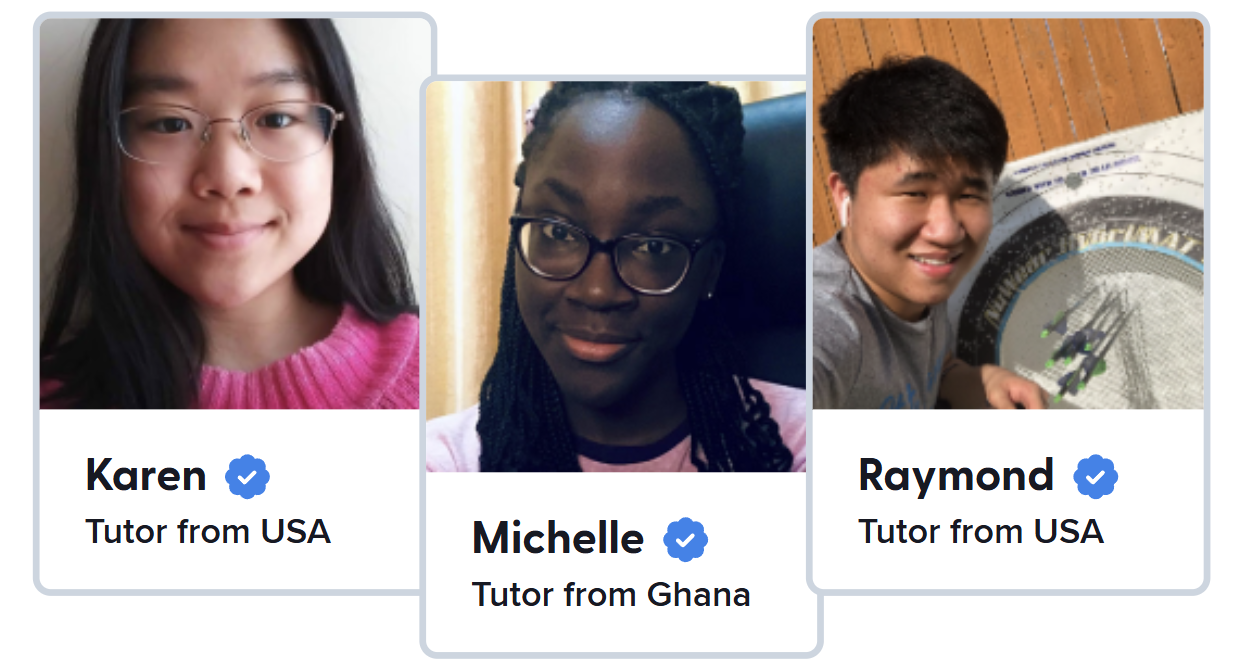 Karen
Tutor from USA
Michelle
Tutor from Ghana
Raymond
Tutor from USA